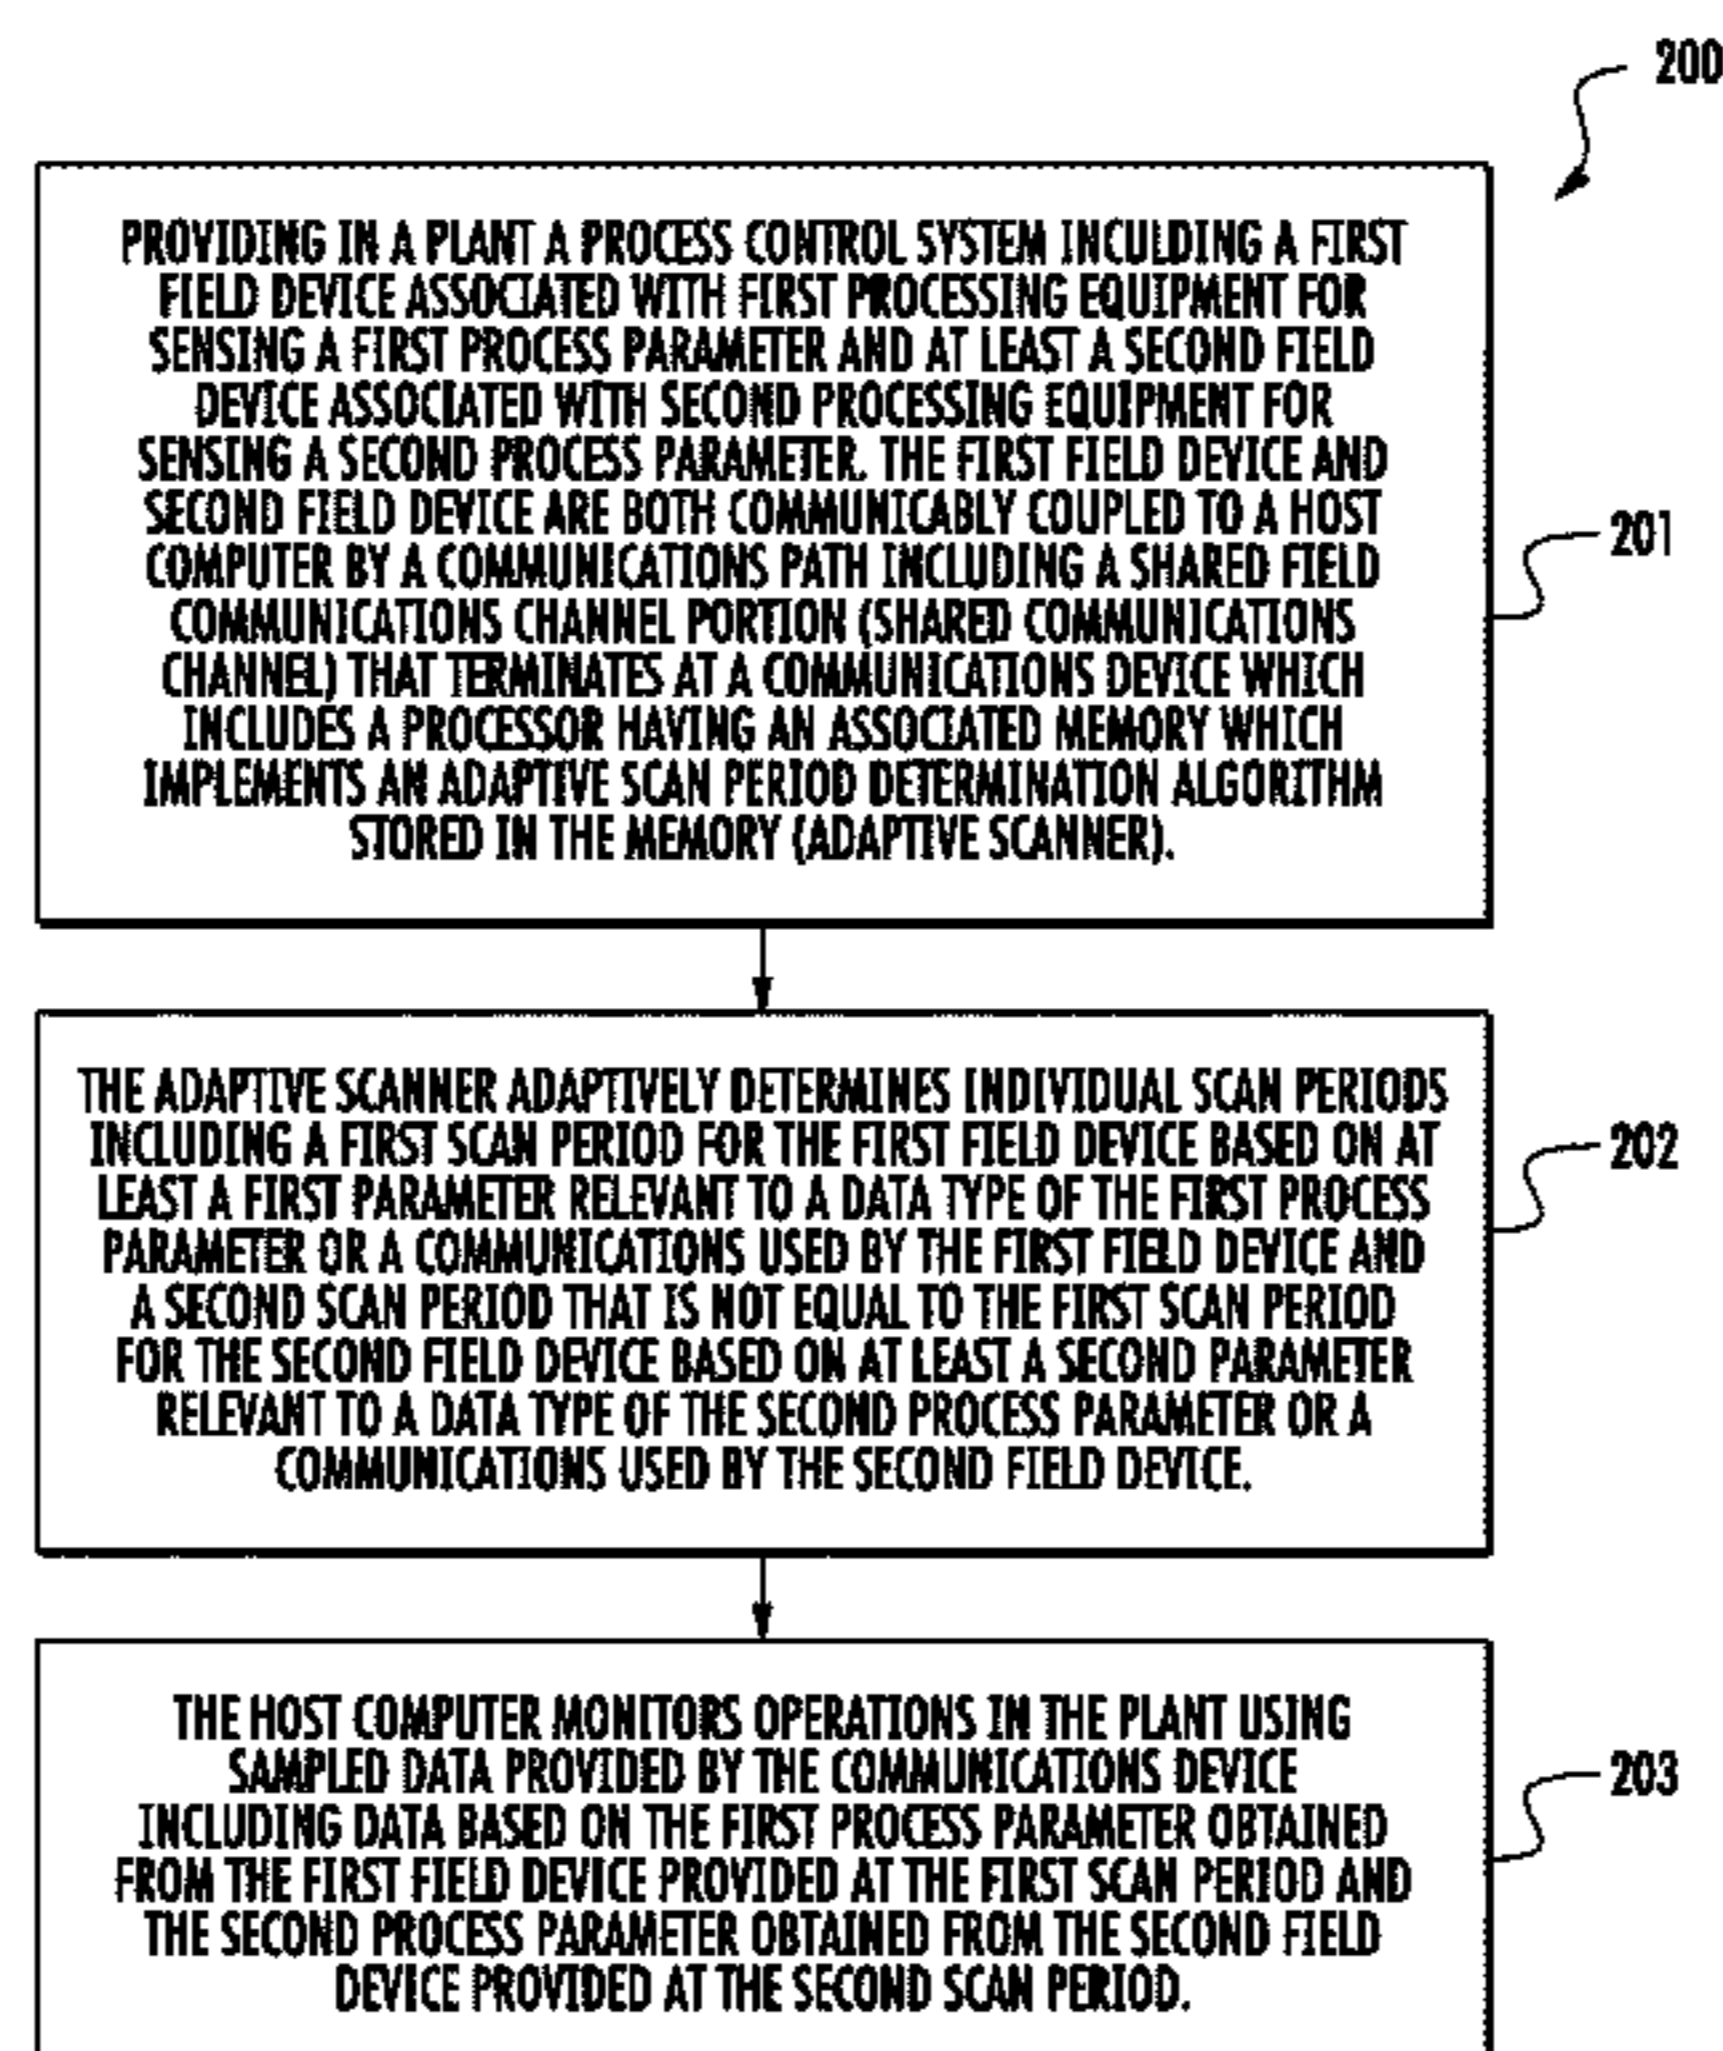 200
PROVIDING IN A PLANT A PROCESS CONTROL SYSTEM INCULDING A FIRST
FIELD DEVICE ASSOCIATED WITH FIRST PROCESSING EQUIPMENT FOR
SENSING A FIRST PROCESS PARAMETER AND AT LEAST A SECOND FIELD
DEVICE ASSOCIATED WITH SECOND PROCESSING EQUIPMENT FOR
SENSING A SECOND PROCESS PARAMETER. THE FIRST FIELD DEVICE AND
SECOND FIELD DEVICE ARE BOTH COMMUNICABLY COUPLED TO A HOST
COMPUTER BY A COMMUNICATIONS PATH INCLUDING A SHARED FIELD
COMMUNICATIONS CHANNEL PORTION (SHARED COMMUNICATIONS
CHANNEL) THAT TERMINATES AT A COMMUNICATIONS DEVICE WHICH
INCLUDES A PROCESSOR HAVING AN ASSOCIATED MEMORY WHICH
IMPLEMENTS AN ADAPTIVE SCAN PERIOD DETERMINATION ALGORITHM
STORED IN THE MEMORY (ADAPTIVE SCANNER).
201
THE ADAPTIVE SCANNER ADAPTIVELY DETERMINES INDIVIDUAL SCAN PERIODS
INCLUDING A FIRST SCAN PERIOD FOR THE FIRST FIELD DEVICE BASED ON AT
LEAST A FIRST PARAMETER RELEVANT TO A DATA TYPE OF THE FIRST PROCESS
PARAMETER OR A COMMUNICATIONS USED BY THE FIRST FIELD DEVICE AND
A SECOND SCAN PERIOD THAT IS NOT EQUAL TO THE FIRST SCAN PERIOD
FOR THE SECOND FIELD DEVICE BASED ON AT LEAST A SECOND PARAMETER
RELEVANT TO A DATA TYPE OF THE SECOND PROCESS PARAMETER OR A
COMMUNICATIONS USED BY THE SECOND FIELD DEVICE.
202
THE HOST COMPUTER MONITORS OPERATIONS IN THE PLANT USING
SAMPLED DATA PROVIDED BY THE COMMUNICATIONS DEVICE
INCLUDING DATA BASED ON THE FIRST PROCESS PARAMETER OBTAINED
FROM THE FIRST FIELD DEVICE PROVIDED AT THE FIRST SCAN PERIOD AND
THE SECOND PROCESS PARAMETER OBTAINED FROM THE SECOND FIELD
DEVICE PROVIDED AT THE SECOND SCAN PERIOD.
203